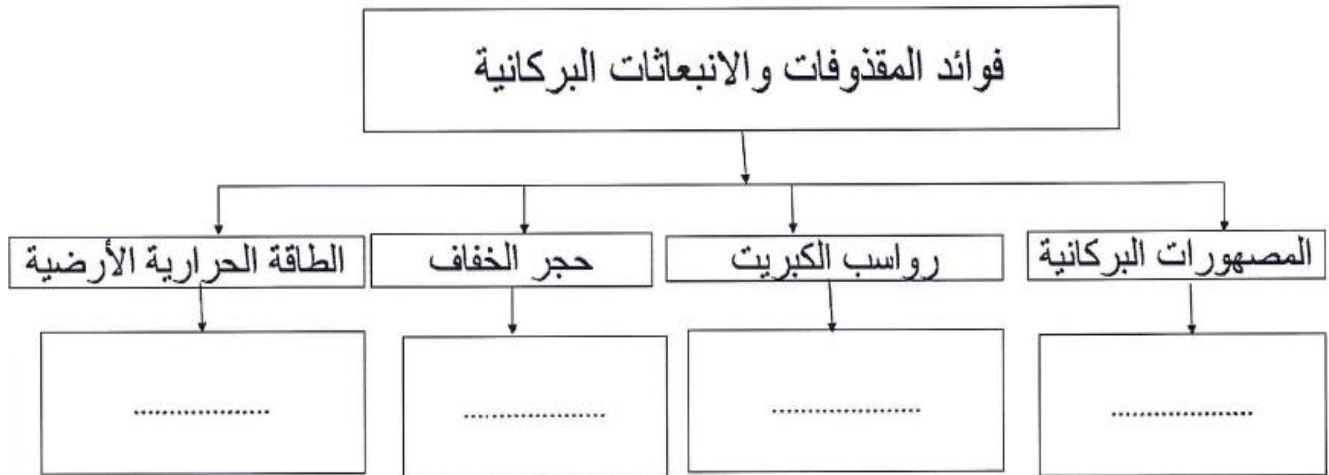 فوائد المقذوفات والانبعاثات البركانية
المصهورات البركانية
رواسب الكبريت
حجر الخفاف
الطاقة الحرارية الأرضية
....................
.....................
....................
...................